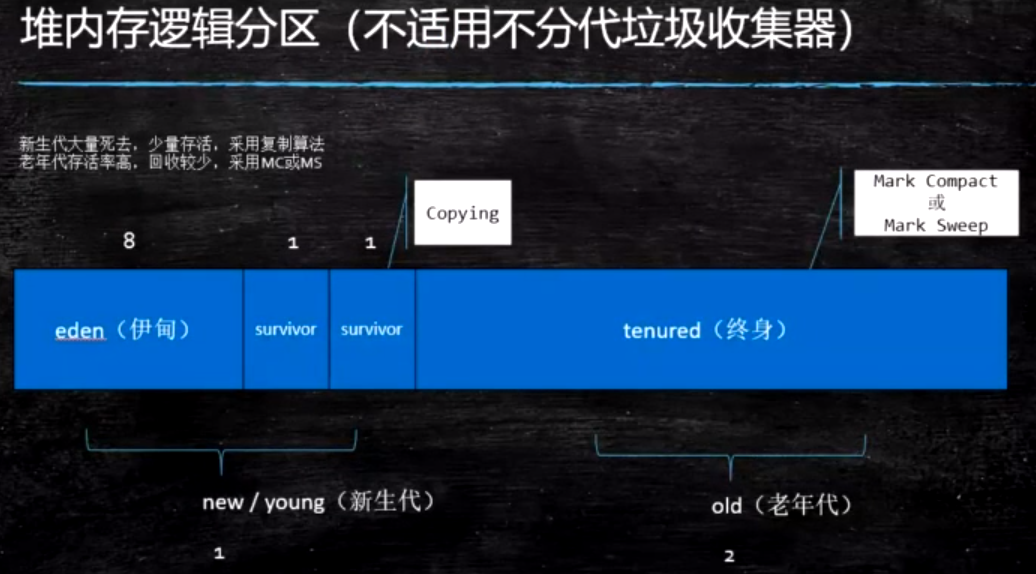 堆内存逻辑分区（不适用不分代垃圾收集器）
新生代大量死去，少量存活，采用复制算法
老年代存活率高，回收较少，采用MC或MS
Copying
Mark Compact
或
Mark Sweep
8
1
1
eden（伊甸）
survivor
survivor
tenured（终身）
new / young（新生代）
old（老年代）
1
2